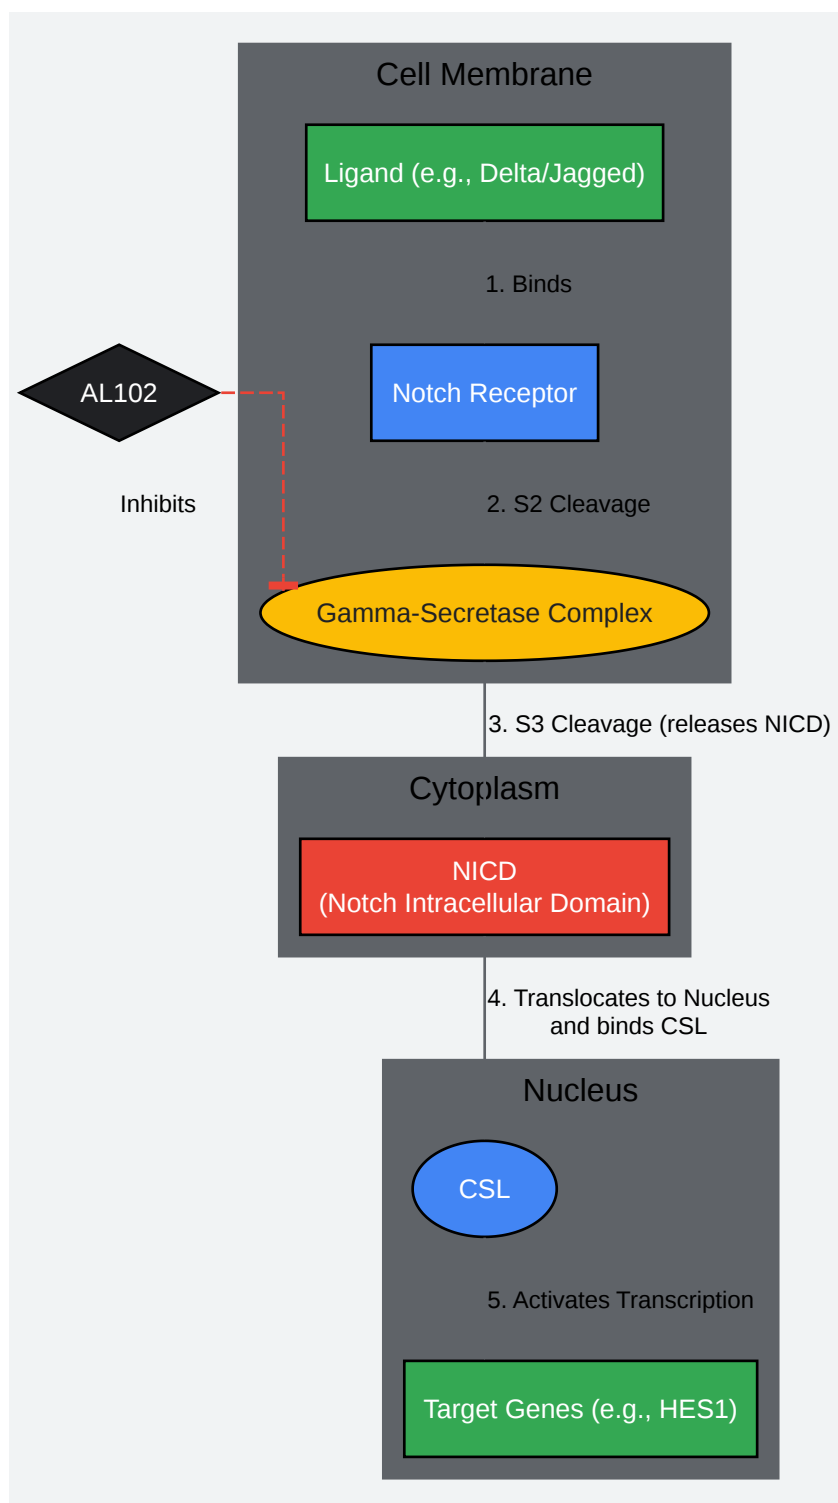 Cell Membrane
Ligand (e.g., Delta/Jagged)
1. Binds
AL102
Notch Receptor
Inhibits
2. S2 Cleavage
Gamma-Secretase Complex
3. S3 Cleavage (releases NICD)
Cytoplasm
NICD
(Notch Intracellular Domain)
4. Translocates to Nucleus
and binds CSL
Nucleus
CSL
5. Activates Transcription
Target Genes (e.g., HES1)